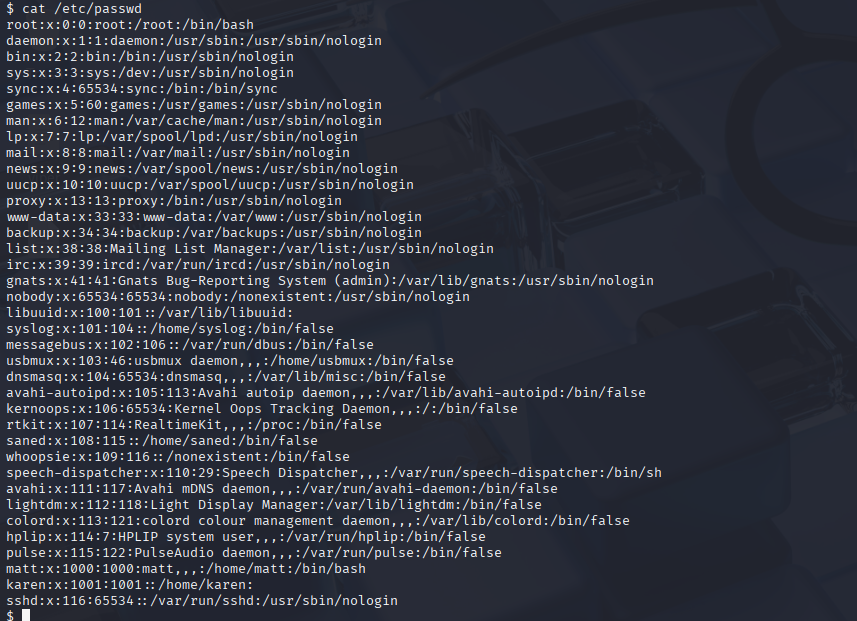 $ cat /etc/passwd
root:x:0:0:root:/root:/bin/bash
daemon:x:1:1:daemon:/usr/sbin:/usr/sbin/nologin
bin:x:2:2:bin:/bin:/usr/sbin/nologin
sys:x:3:3:sys:/dev:/usr/sbin/nologin
sync:x:4:65534:sync:/bin:/bin/sync
games:x:5:60:games:/usr/games:/usr/sbin/nologin
man:x:6:12:man:/var/cache/man:/usr/sbin/nologin
lp:x:7:7:lp:/var/spool/lpd:/usr/sbin/nologin
mail:x:8:8:mail:/var/mail:/usr/sbin/nologin
news:x:9:9:news:/var/spool/news:/usr/sbin/nologin
uucp:x:10:10:uucp:/var/spool/uucp:/usr/sbin/nologin
proxy:x:13:13:proxy:/bin:/usr/sbin/nologin
www-data:x:33:33:www-data:/var/www:/usr/sbin/nologin
backup:x:34:34:backup:/var/backups:/usr/sbin/nologin
list:x:38:38:Mailing List Manager:/var/list:/usr/sbin/nologin
irc:x:39:39:ircd:/var/run/ircd:/usr/sbin/nologin
gnats:x:41:41:Gnats Bug-Reporting System (admin):/var/lib/gnats:/usr/sbin/nologin
nobody:x:65534:65534:nobody:/nonexistent:/usr/sbin/nologin
libuuid:x:100:101::/var/lib/libuuid:
syslog:x:101:104::/home/syslog:/bin/false
messagebus:x:102:106::/var/run/dbus:/bin/false
usbmux:x:103:46:usbmux daemon,,,:/home/usbmux:/bin/false
dnsmasq:x:104:65534:dnsmasq,,,:/var/lib/misc:/bin/false
avahi-autoipd:x:105:113:Avahi autoip daemon,,,:/var/lib/avahi-autoipd:/bin/false
kernoops:x:106:65534:Kernel Oops Tracking Daemon,,,:/:/bin/false
rtkit:x:107:114:RealtimeKit,,,:/proc:/bin/false
saned:x:108:115::/home/saned:/bin/false
whoopsie:x:109:116::/nonexistent:/bin/false
speech-dispatcher:x:110:29:Speech Dispatcher,,,:/var/run/speech-dispatcher:/bin/sh
avahi:x:111:117:Avahi mDNS daemon,,,:/var/run/avahi-daemon:/bin/false
lightdm:x:112:118:Light Display Manager:/var/lib/lightdm:/bin/false
colord:x:113:121:colord colour management daemon,,,:/var/lib/colord:/bin/false
hplip:x:114:7:HPLIP system user,,,:/var/run/hplip:/bin/false
pulse:x:115:122:PulseAudio daemon,,,:/var/run/pulse:/bin/false
matt:x:1000:1000:matt,,,:/home/matt:/bin/bash
karen:x:1001:1001::/home/karen:
sshd:x:116:65534::/var/run/sshd:/usr/sbin/nologin
$